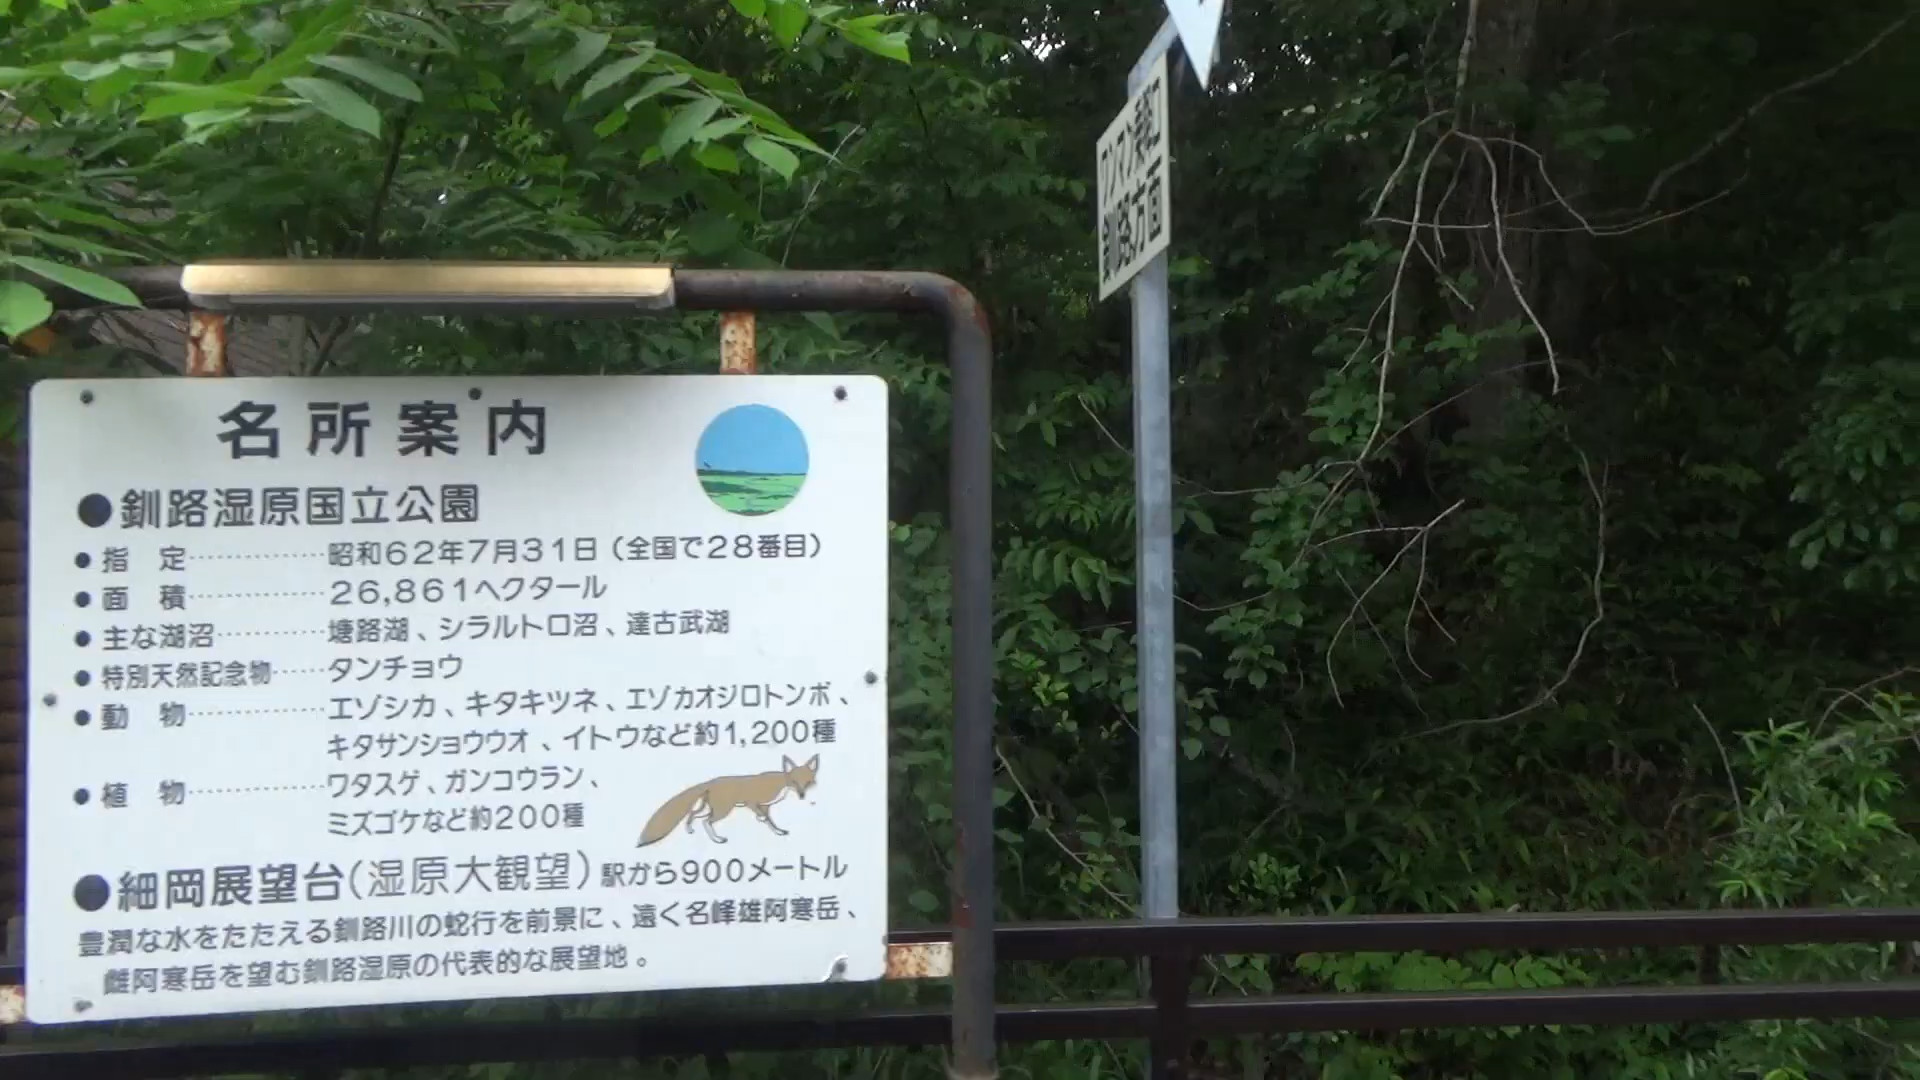 名所案内
●釧路湿原国立公園
●指 定…………昭和62年7月31日(全国で28番目)
●面 積…………26,861ヘクタール
●主な湖沼…………塘路湖、シラルトロ沼、達古武湖
●特別天然記念物……タンチョウ
●動 物…………エゾシカ、キタキツネ、エゾカオジロトンボ、
キタサンショウウオ、イトウなど約1,200種
●植 物…………ワタスゲ、ガンコウラン、
ミズゴケなど約200種
●細岡展望台(湿原大観望)駅から900メートル
豊潤な水をたたえる釧路川の蛇行を前景に、遠く名峰雄阿寒岳、
雌阿寒岳を望む釧路湿原の代表的な展望地。
ワンマン乗車口
釧路方面